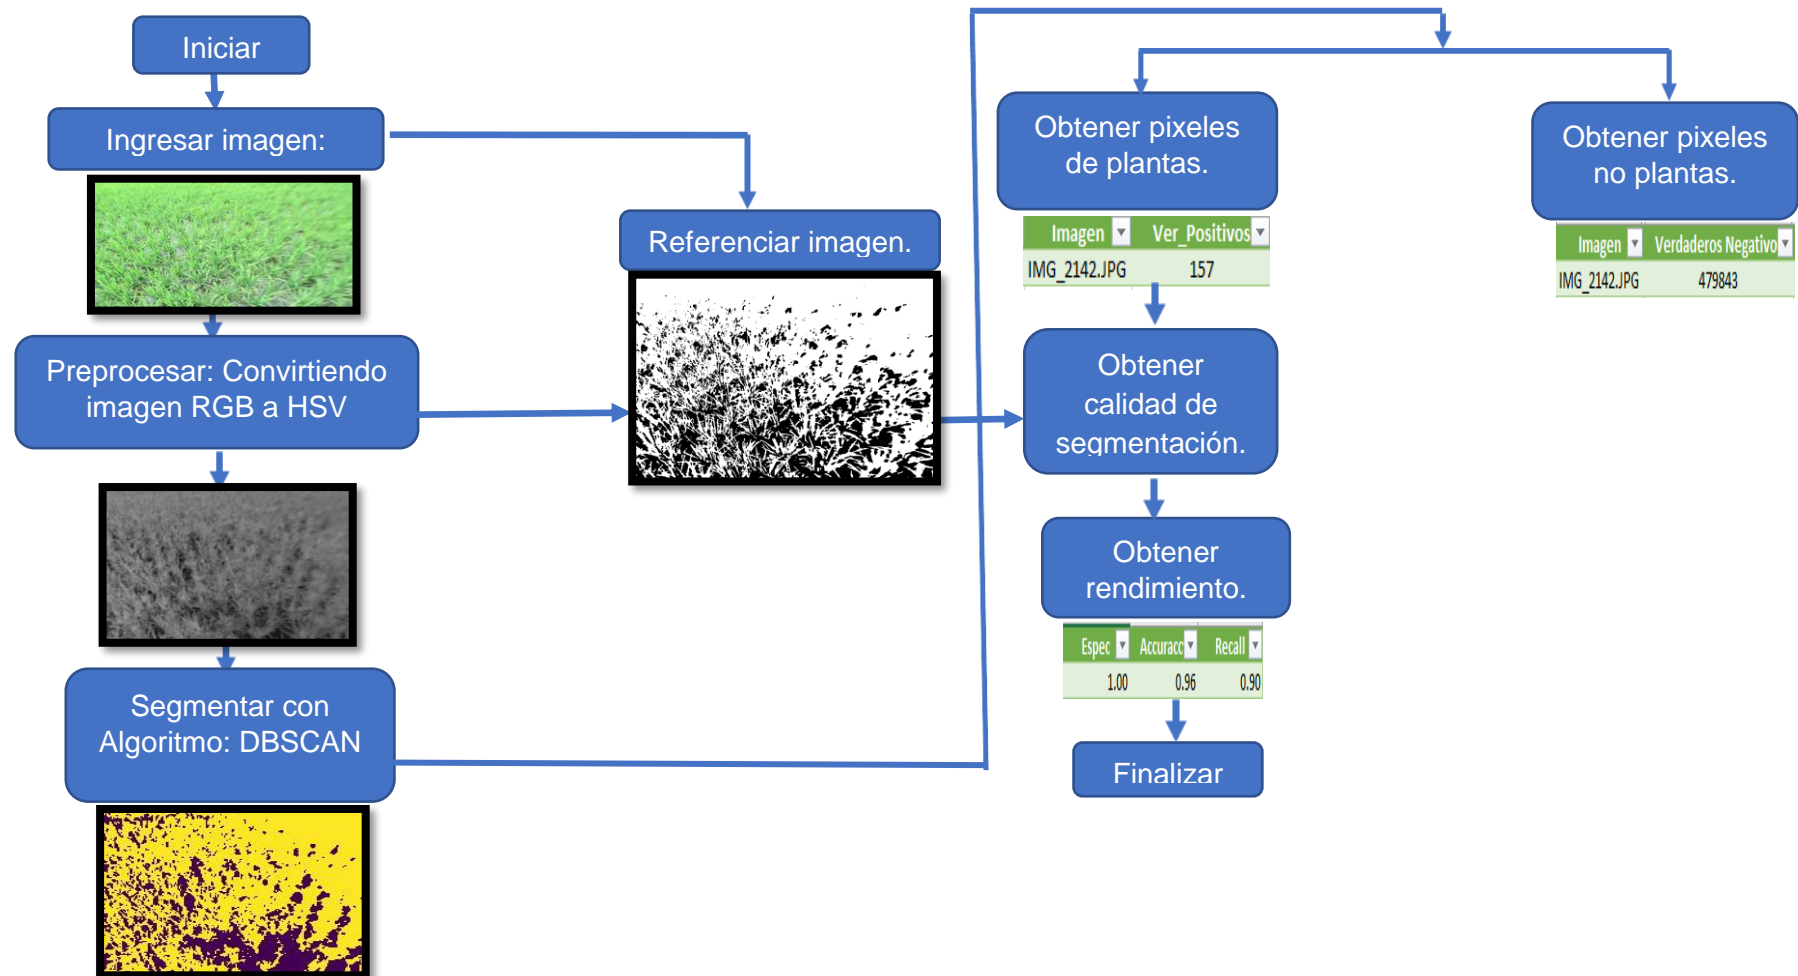 Iniciar
Ingresar imagen:
Preprocesar: Convirtiendo
imagen RGB a HSV
Segmentar con
Algoritmo: DBSCAN
Referenciar imagen.
Obtener pixeles
de plantas.
Imagen Ver_Positivos
IMG_2142.JPG 157
Obtener
calidad de
segmentación.
Obtener
rendimiento.
Espec Accuracc Recall
1.00 0.96 0.90
Finalizar
Obtener pixeles
no plantas.
Imagen Verdaderos Negativo
IMG_2142.JPG 479843